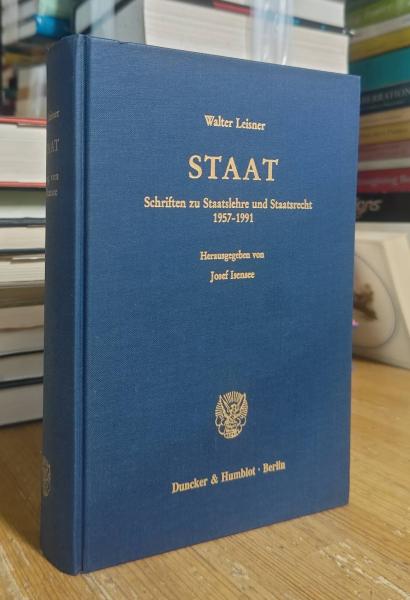 Walter Leisner
STAAT
Schriften zu Staatslehre und Staatsrecht
1957-1991
Herausgegeben von
Josef Isensee
Duncker & Humblot · Berlin